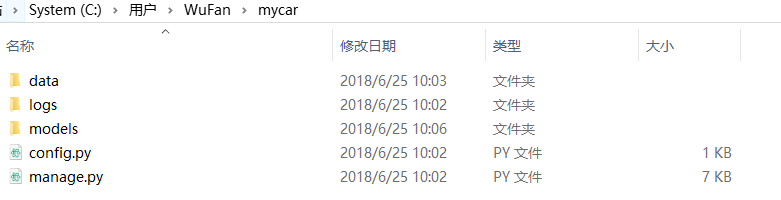 System (C:) 用户 WuFan mycar
名称 修改日期 类型 大小
data 2018/6/25 10:03 文件夹
logs 2018/6/25 10:02 文件夹
models 2018/6/25 10:06 文件夹
config.py 2018/6/25 10:02 PY 文件 1 KB
manage.py 2018/6/25 10:02 PY 文件 7 KB